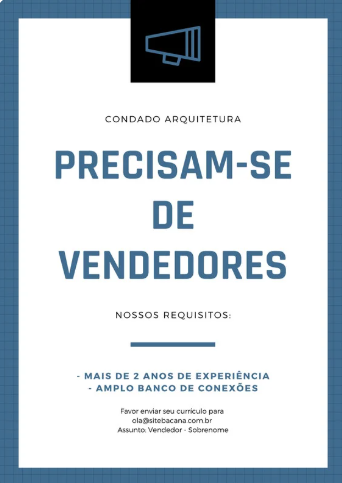 CONDADO ARQUITETURA
PRECISAM-SE
DE
VENDEDORES
NOSSOS REQUISITOS:
- MAIS DE 2 ANOS DE EXPERIÊNCIA
- AMPLO BANCO DE CONEXÕES
Favor enviar seu currículo para
ola@sitebacana.com.br
Assunto: Vendedor - Sobrenome